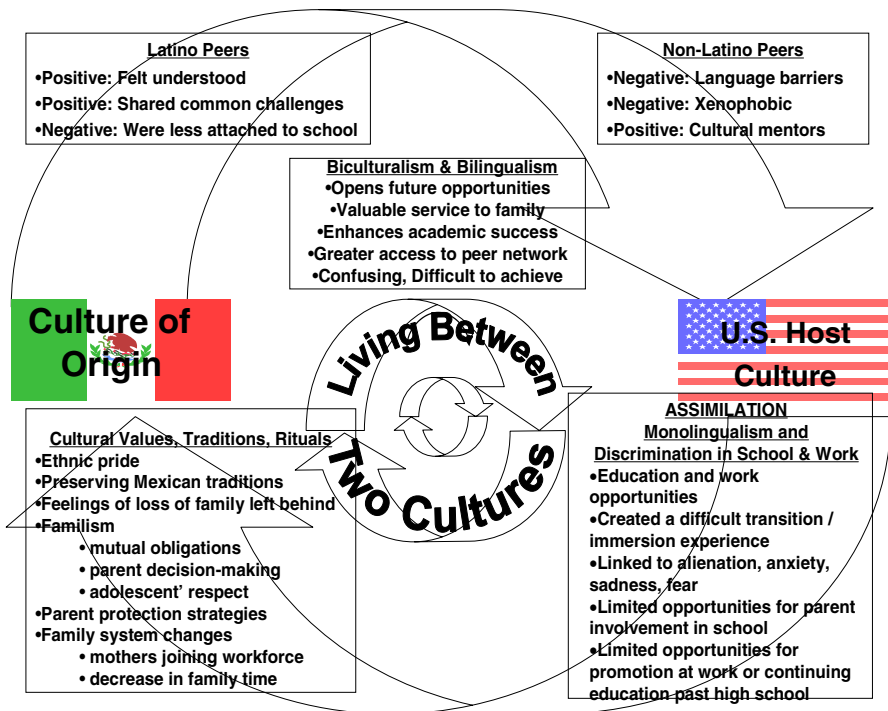 Latino Peers
•Positive: Felt understood
•Positive: Shared common challenges
•Negative: Were less attached to school
Non-Latino Peers
•Negative: Language barriers
•Negative: Xenophobic
•Positive: Cultural mentors
Biculturalism & Bilingualism
•Opens future opportunities
•Valuable service to family
•Enhances academic success
•Greater access to peer network
•Confusing, Difficult to achieve
Culture of
Origin
Living Between
Two Cultures
U.S. Host
Culture
Cultural Values, Traditions, Rituals
•Ethnic pride
•Preserving Mexican traditions
•Feelings of loss of family left behind
•Familism
• mutual obligations
• parent decision-making
• adolescent' respect
•Parent protection strategies
•Family system changes
• mothers joining workforce
• decrease in family time
ASSIMILATION
Monolingualism and
Discrimination in School & Work
•Education and work
opportunities
•Created a difficult transition /
immersion experience
•Linked to alienation, anxiety,
sadness, fear
•Limited opportunities for parent
involvement in school
•Limited opportunities for
promotion at work or continuing
education past high school